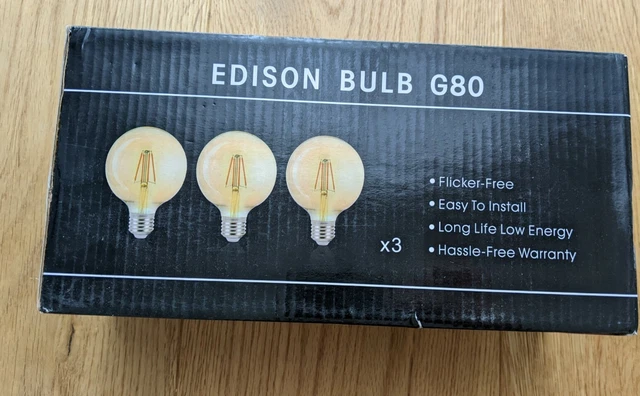 EDISON BULB G80
x3
• Flicker-Free
• Easy To Install
• Long Life Low Energy
• Hassle-Free Warranty